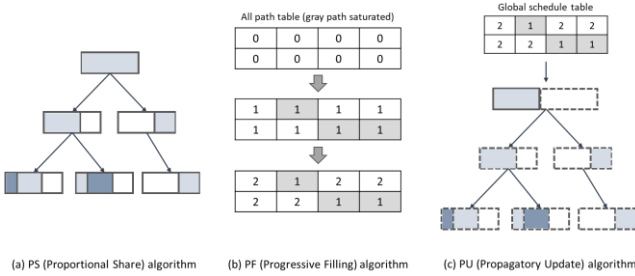 All path table (gray path saturated)
0 0 0 0
0 0 0 0
1 1 1 1
1 1 1 1
2 1 2 2
2 2 1 1
Global schedule table
2 1 2 2
2 2 1 1
(a) PS (Proportional Share) algorithm
(b) PF (Progressive Filling) algorithm
(c) PU (Propagatory Update) algorithm